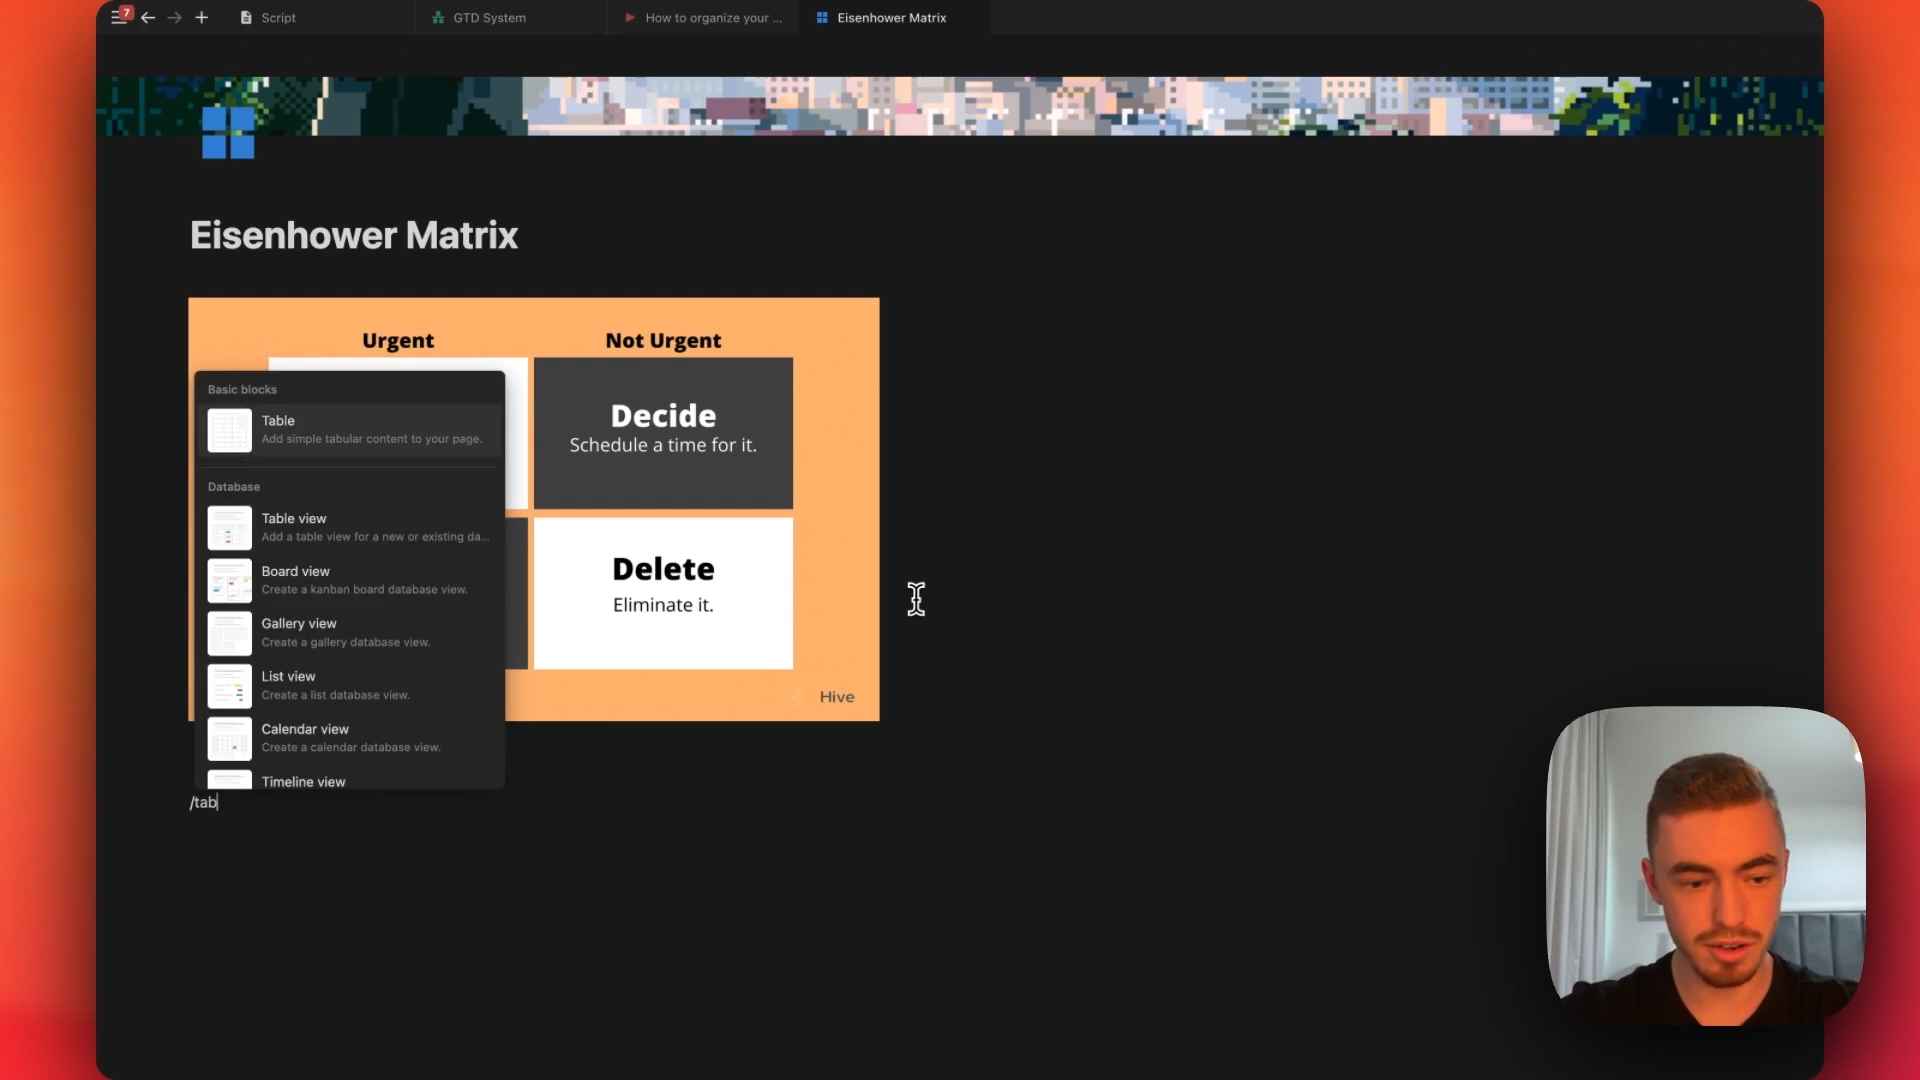 7
Script
GTD System
How to organize your ...
Eisenhower Matrix
Eisenhower Matrix
Urgent
Not Urgent
Decide
Schedule a time for it.
Delete
Eliminate it.
Hive
Basic blocks
Table
Add simple tabular content to your page.
Database
Table view
Add a table view for a new or existing da...
Board view
Create a kanban board database view.
Gallery view
Create a gallery database view.
List view
Create a list database view.
Calendar view
Create a calendar database view.
Timeline view
/tab